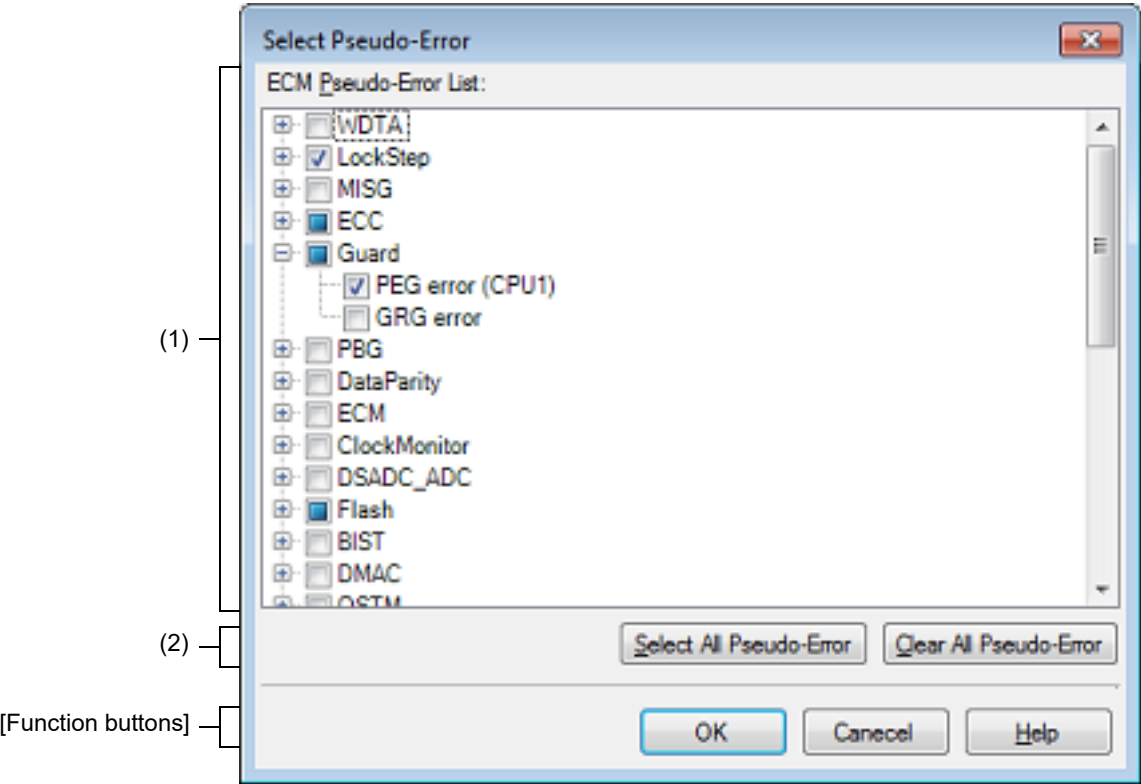 Select Pseudo-Error
ECM Pseudo-Error List:
WDTA
LockStep
MISG
ECC
Guard
PEG error (CPU1)
GRG error
(1)
PBG
DataParity
ECM
ClockMonitor
DSADC_ADC
Flash
BIST
DMAC
OSTM
(2)
Select All Pseudo-Error
Clear All Pseudo-Error
[Function buttons]
OK
Canecel
Help